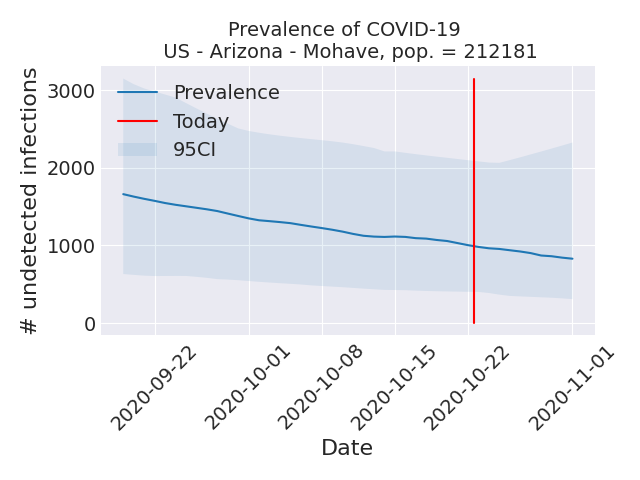 Prevalence of COVID-19
US - Arizona - Mohave, pop. = 212181
# undetected infections
3000
2000
1000
0
Prevalence
Today
95CI
2020-09-22
2020-10-01
2020-10-08
2020-10-15
2020-10-22
2020-11-01
Date